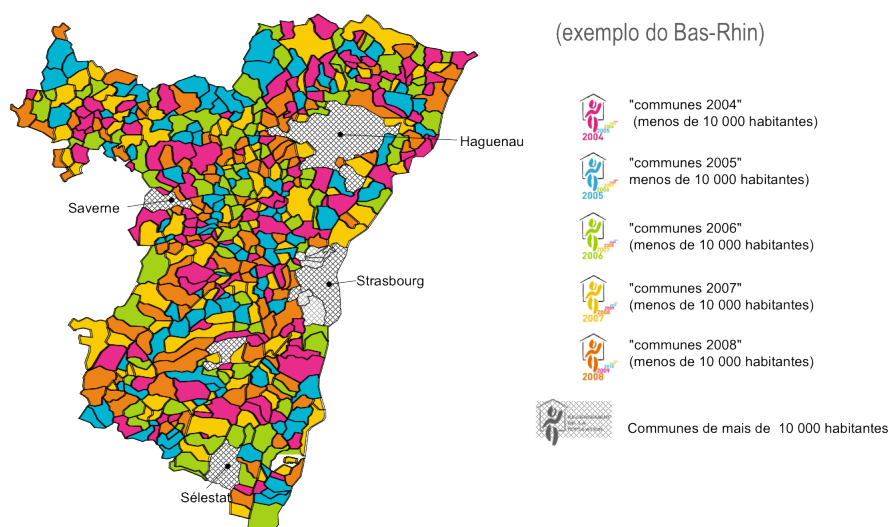 (exemplo do Bas-Rhin)
"communes 2004"
(menos de 10 000 habitantes)
2004
Haguenau
"communes 2005"
menos de 10 000 habitantes)
2005
Saverne
"communes 2006"
(menos de 10 000 habitantes)
2006
Strasbourg
"communes 2007"
(menos de 10 000 habitantes)
2007
"communes 2008"
(menos de 10 000 habitantes)
2008
Communes de mais de 10 000 habitantes
Sélestat